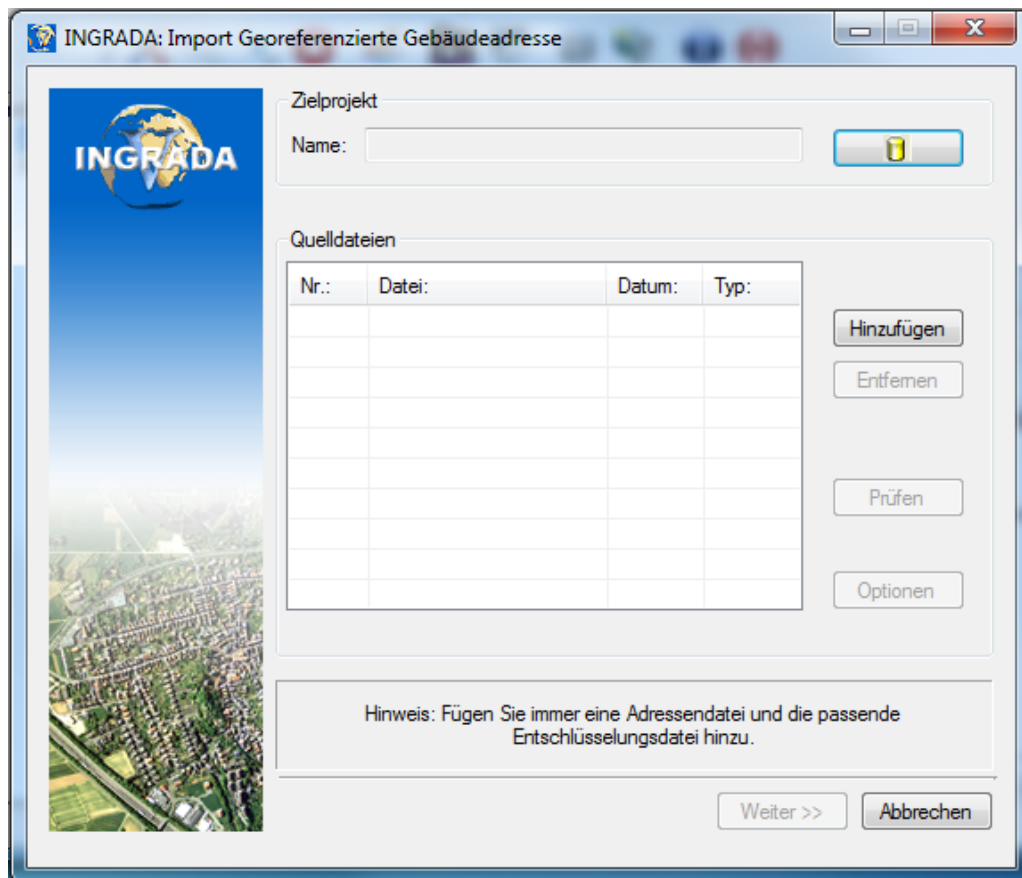 INGRADA: Import Georeferenzierte Gebäudeadresse
INGRADA
Zielprojekt
Name:
Quelldateien
Nr.: Datei: Datum: Typ:
Hinzufügen
Entfernen
Prüfen
Optionen
Hinweis: Fügen Sie immer eine Adressendatei und die passende
Entschlüsselungsdatei hinzu.
Weiter >> Abbrechen